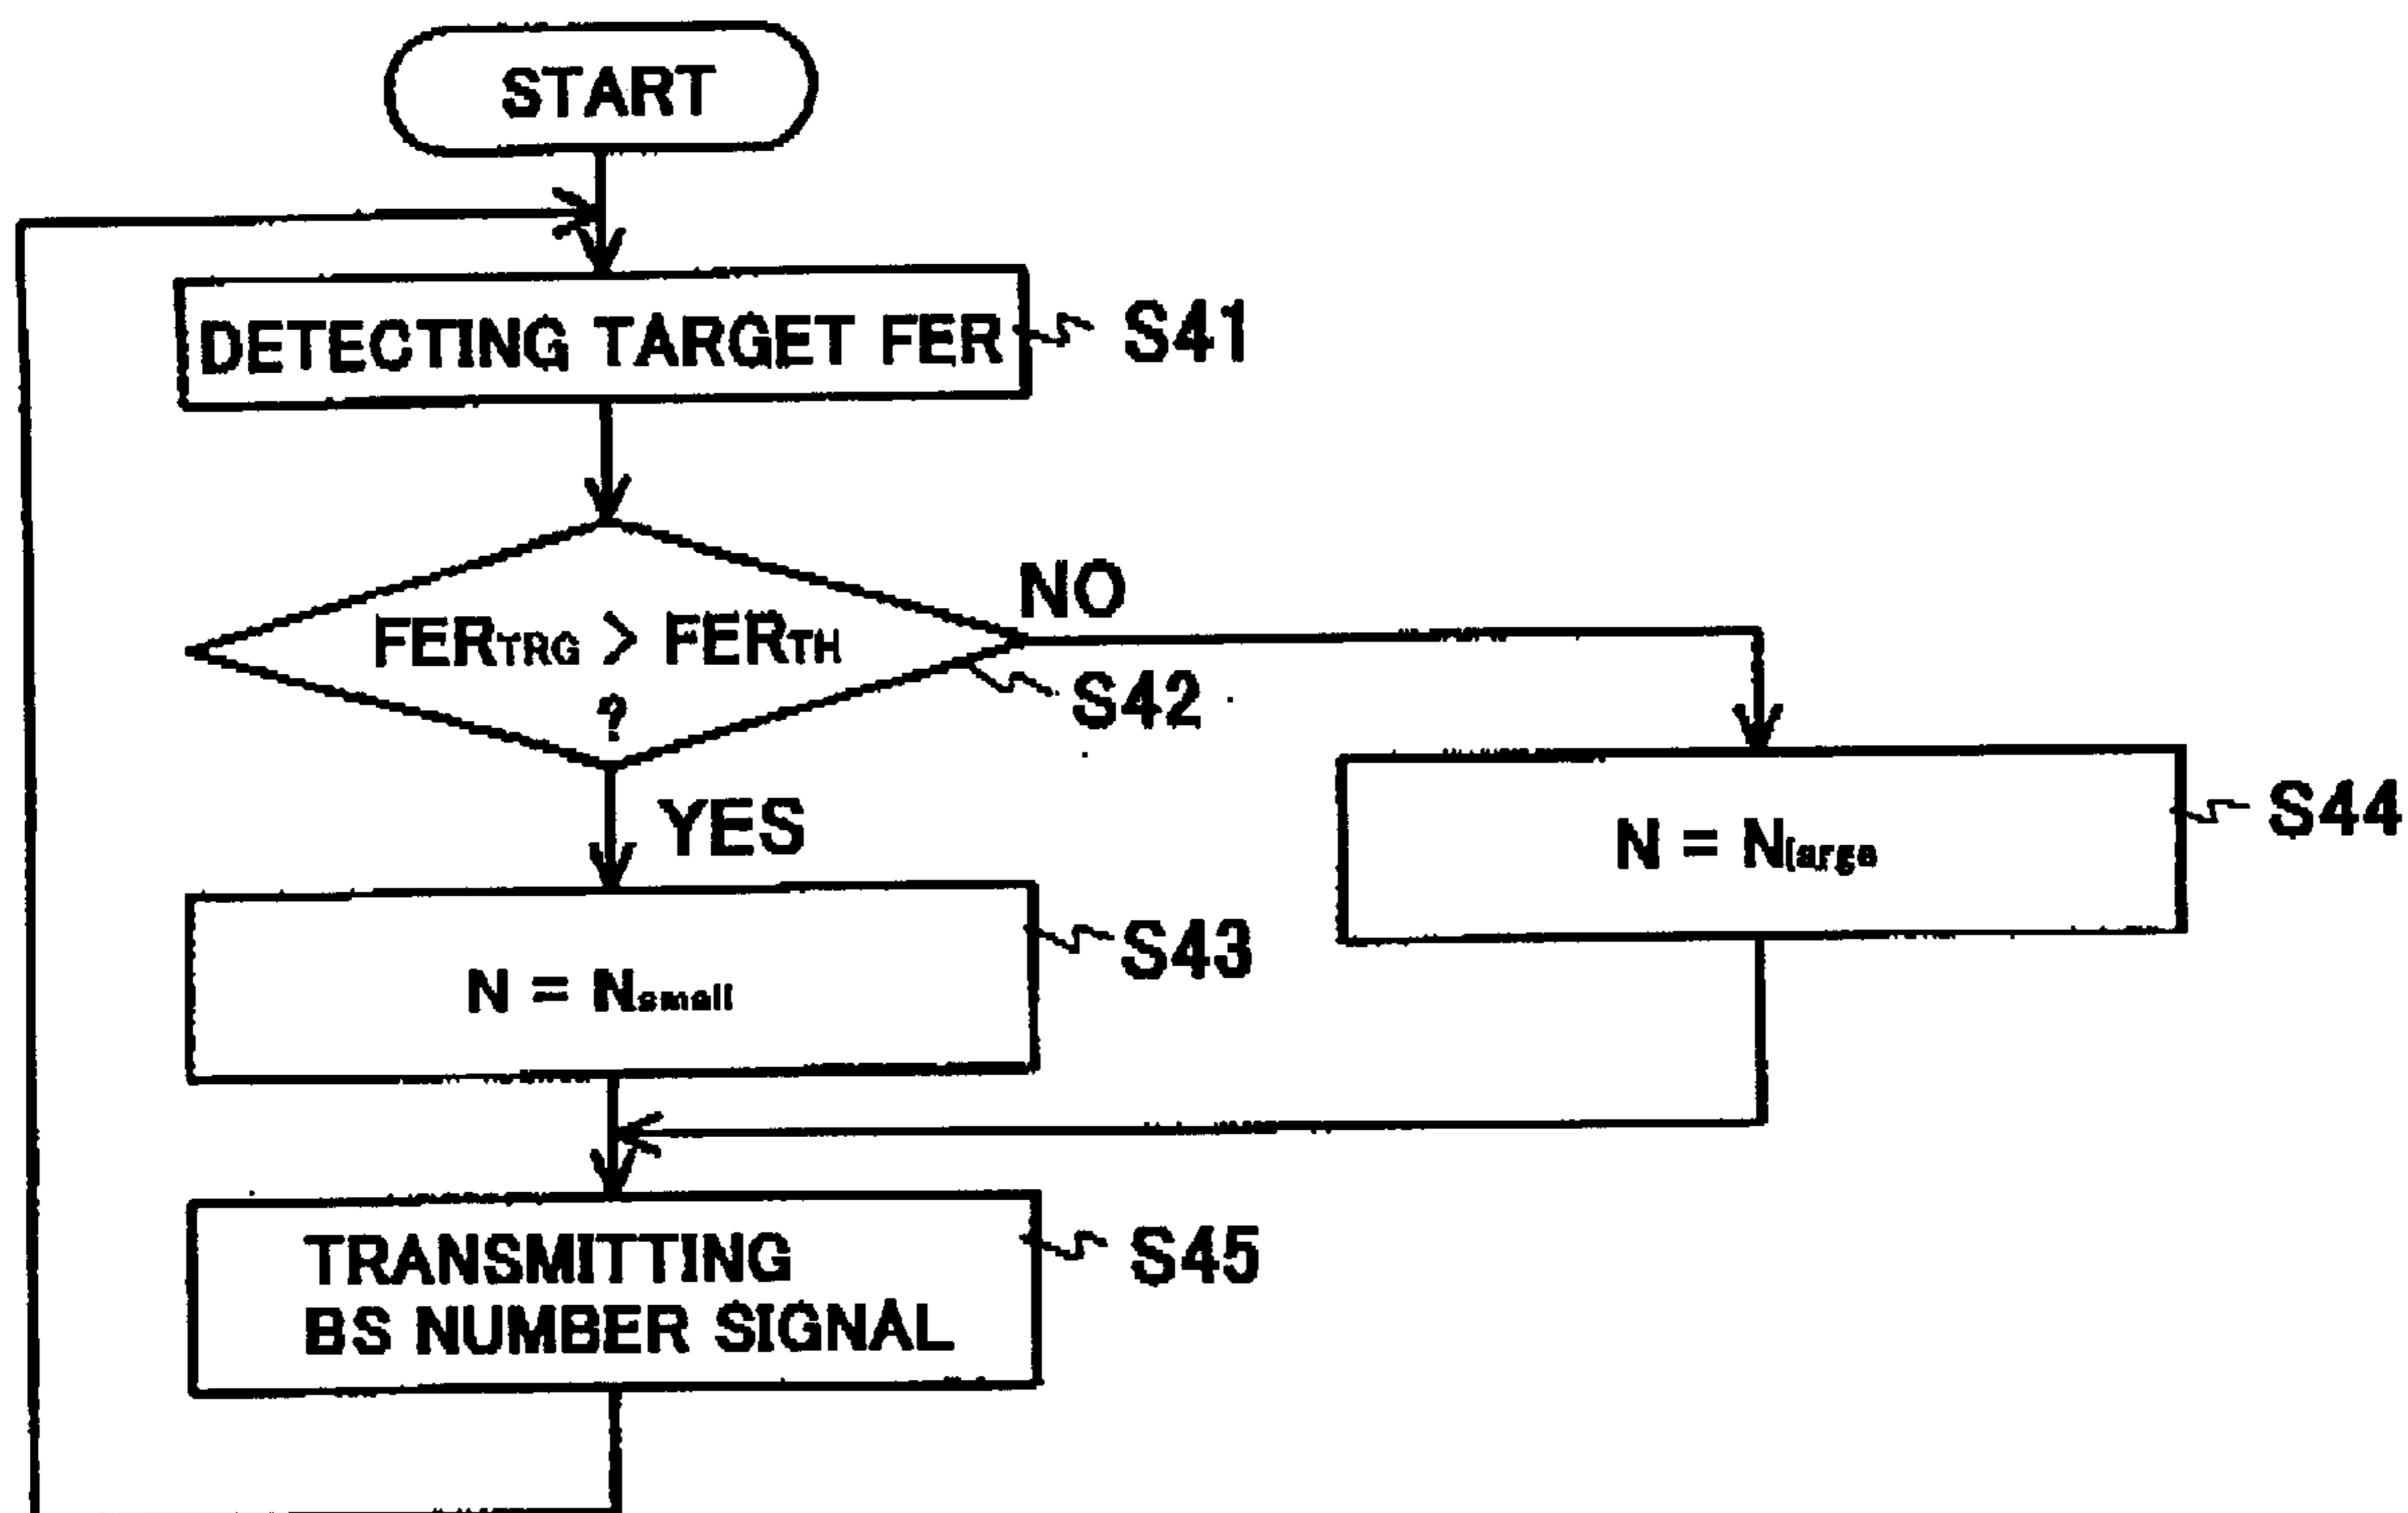 START
DETECTING TARGET FER
S41
NO
FERTRG > FERTH
?
S42
YES
N = Nlarge
S44
N = Nsmall
S43
TRANSMITTING
BS NUMBER SIGNAL
S45